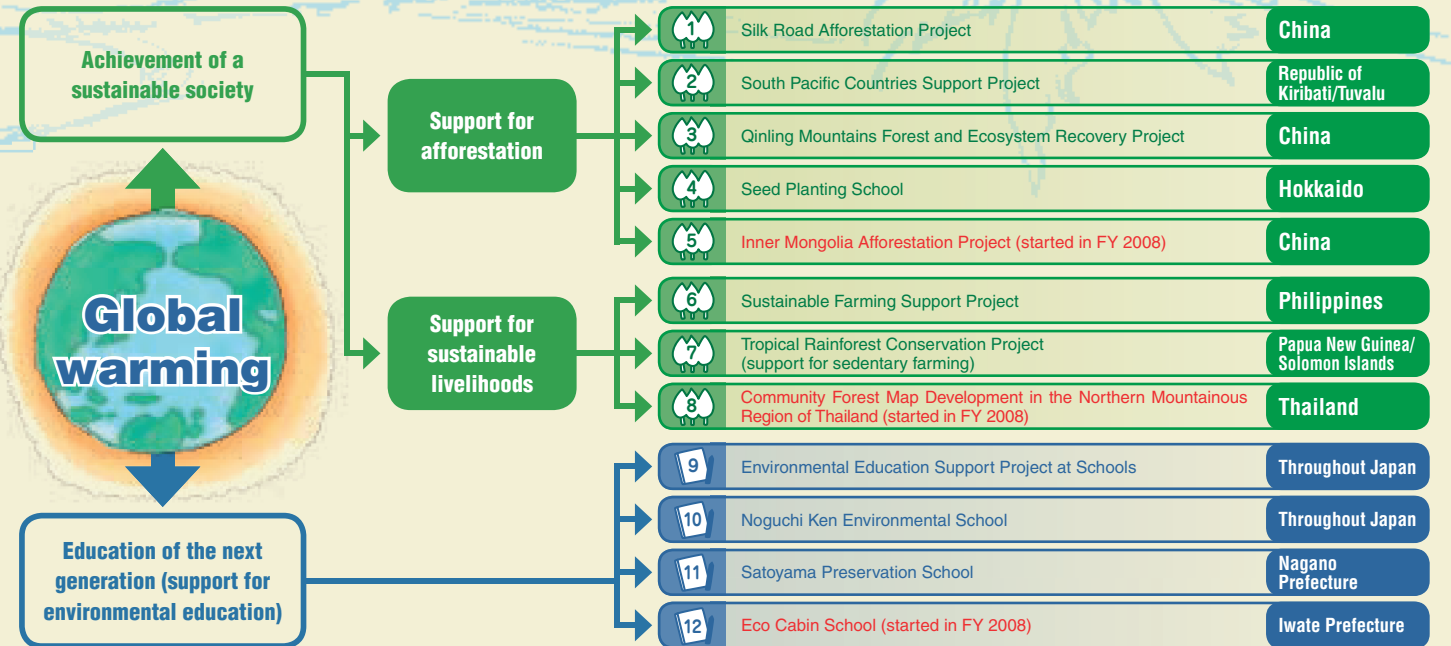 Achievement of a
sustainable society
Global
warming
Education of the next
generation (support for
environmental education)
Support for
afforestation
Support for
sustainable
livelihoods
1 Silk Road Afforestation Project China
2 South Pacific Countries Support Project Republic of
Kiribati/Tuvalu
3 Qinling Mountains Forest and Ecosystem Recovery Project China
4 Seed Planting School Hokkaido
5 Inner Mongolia Afforestation Project (started in FY 2008) China
6 Sustainable Farming Support Project Philippines
7 Tropical Rainforest Conservation Project
(support for sedentary farming) Papua New Guinea/
Solomon Islands
8 Community Forest Map Development in the Northern Mountainous
Region of Thailand (started in FY 2008) Thailand
9 Environmental Education Support Project at Schools Throughout Japan
10 Noguchi Ken Environmental School Throughout Japan
11 Satoyama Preservation School Nagano
Prefecture
12 Eco Cabin School (started in FY 2008) Iwate Prefecture